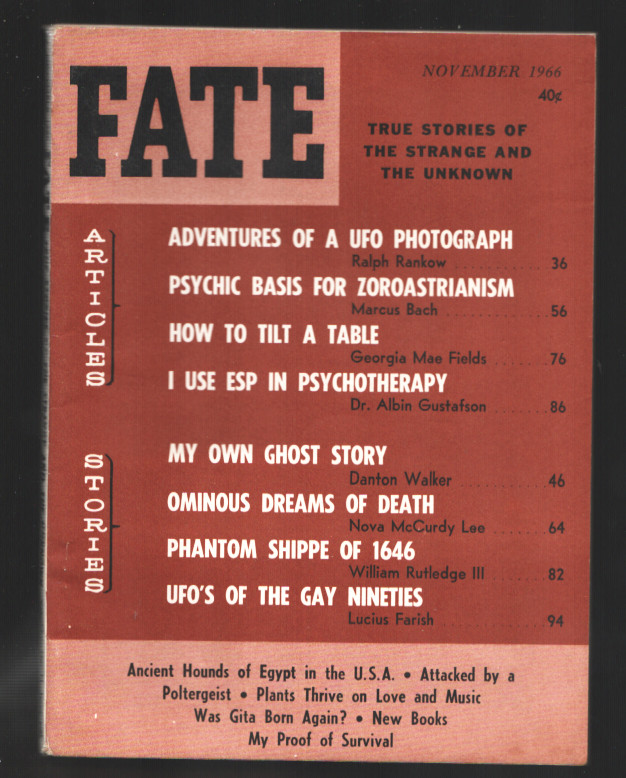 FATE
NOVEMBER 1966
40¢
TRUE STORIES OF
THE STRANGE AND
THE UNKNOWN
ARTICLES
ADVENTURES OF A UFO PHOTOGRAPH
Ralph Rankow ........... 36
PSYCHIC BASIS FOR ZOROASTRIANISM
Marcus Bach ............ 56
HOW TO TILT A TABLE
Georgia Mae Fields ...... 76
I USE ESP IN PSYCHOTHERAPY
Dr. Albin Gustafson ....... 86
STORIES
MY OWN GHOST STORY
Danton Walker .......... 46
OMINOUS DREAMS OF DEATH
Nova McCurdy Lee ....... 64
PHANTOM SHIPPE OF 1646
William Rutledge III ...... 82
UFO'S OF THE GAY NINETIES
Lucius Farish ............ 94
Ancient Hounds of Egypt in the U.S.A. • Attacked by a
Poltergeist • Plants Thrive on Love and Music
Was Gita Born Again? • New Books
My Proof of Survival